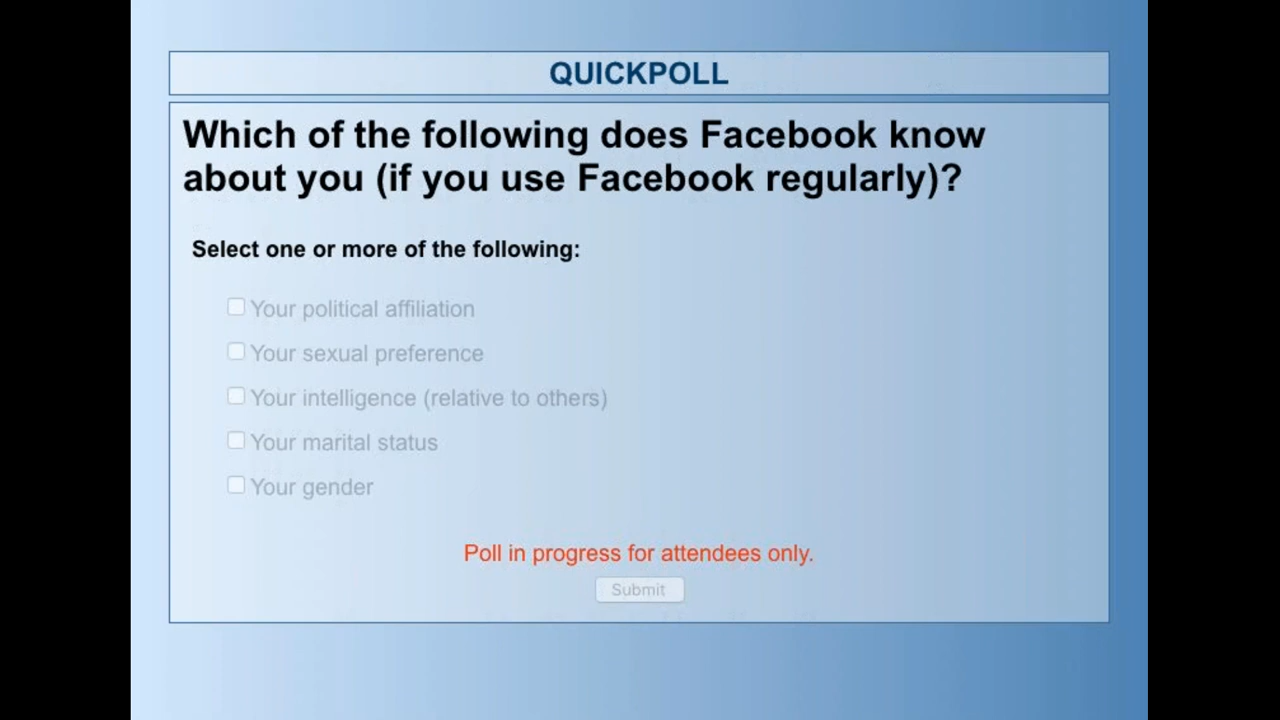 QUICKPOLL
Which of the following does Facebook know
about you (if you use Facebook regularly)?
Select one or more of the following:
Your political affiliation
Your sexual preference
Your intelligence (relative to others)
Your marital status
Your gender
Poll in progress for attendees only.
Submit